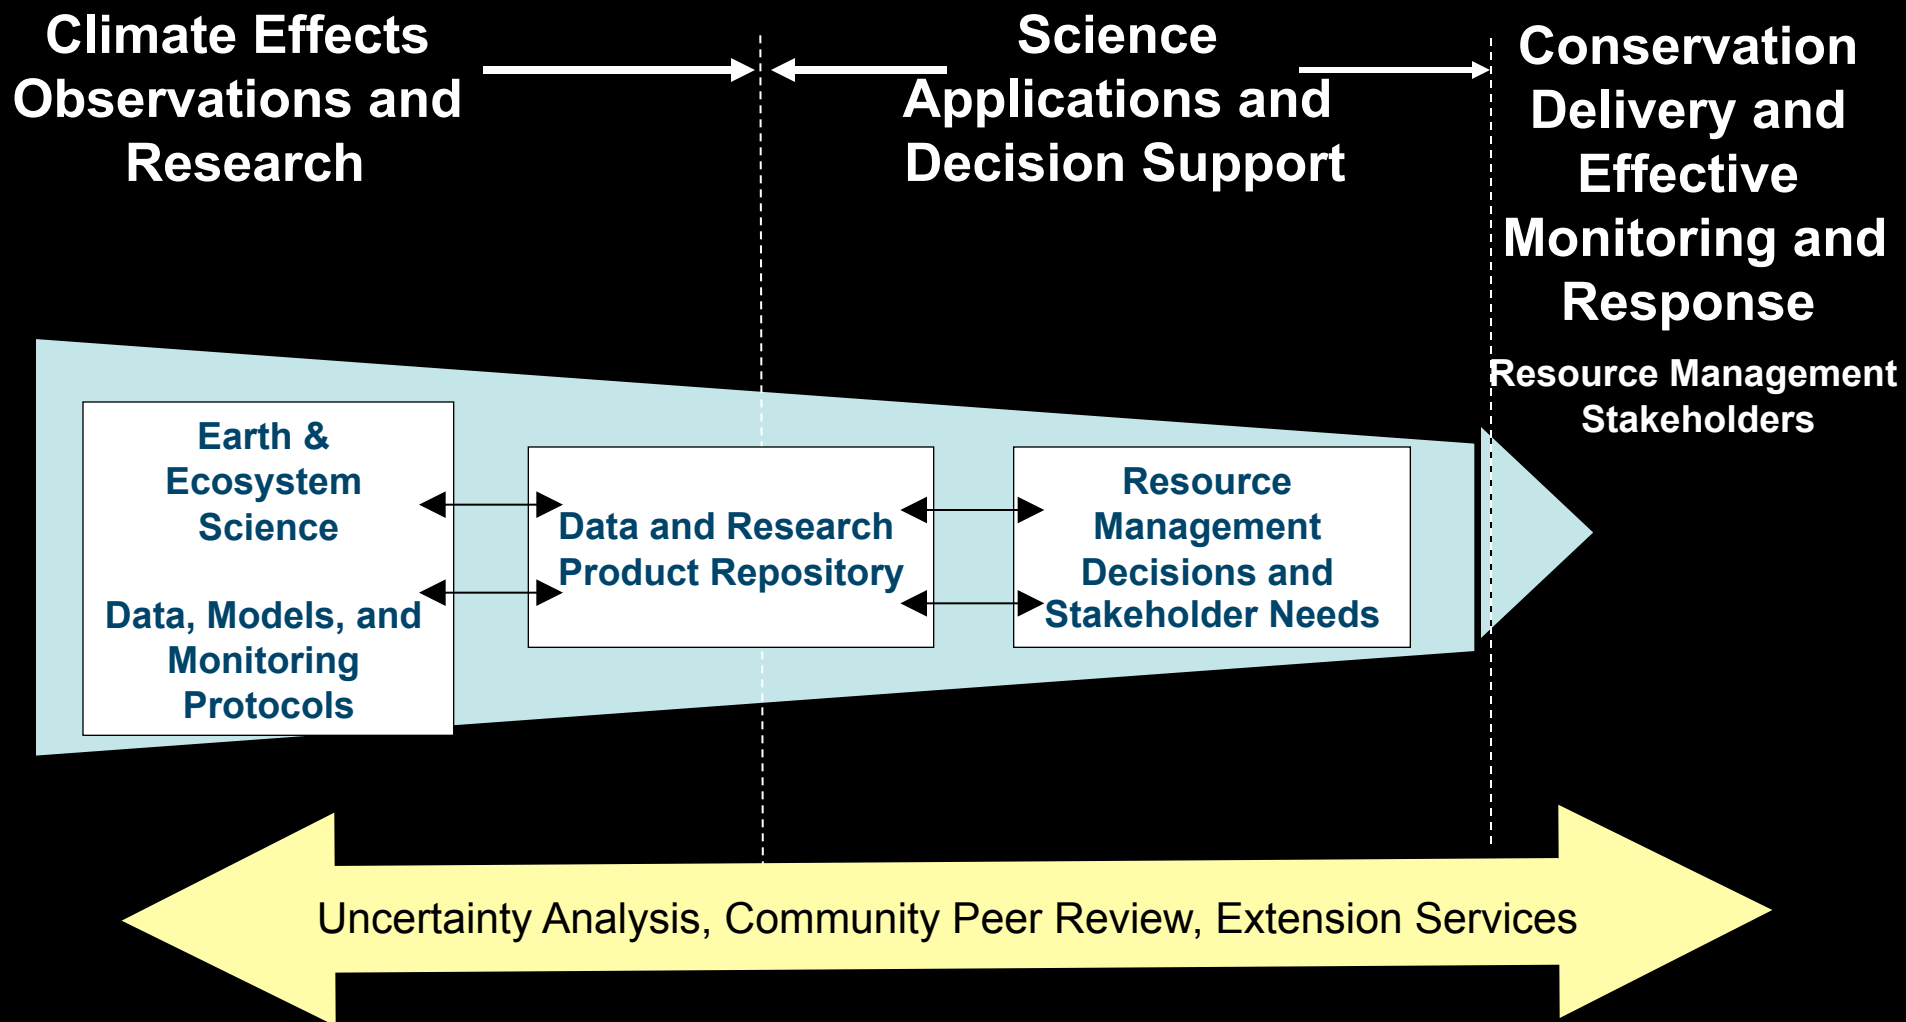 Climate Effects
Observations and
Research
Science
Applications and
Decision Support
Conservation
Delivery and
Effective
Monitoring and
Response
Resource Management
Stakeholders
Earth &
Ecosystem
Science
Data, Models, and
Monitoring
Protocols
Data and Research
Product Repository
Resource
Management
Decisions and
Stakeholder Needs
Uncertainty Analysis, Community Peer Review, Extension Services